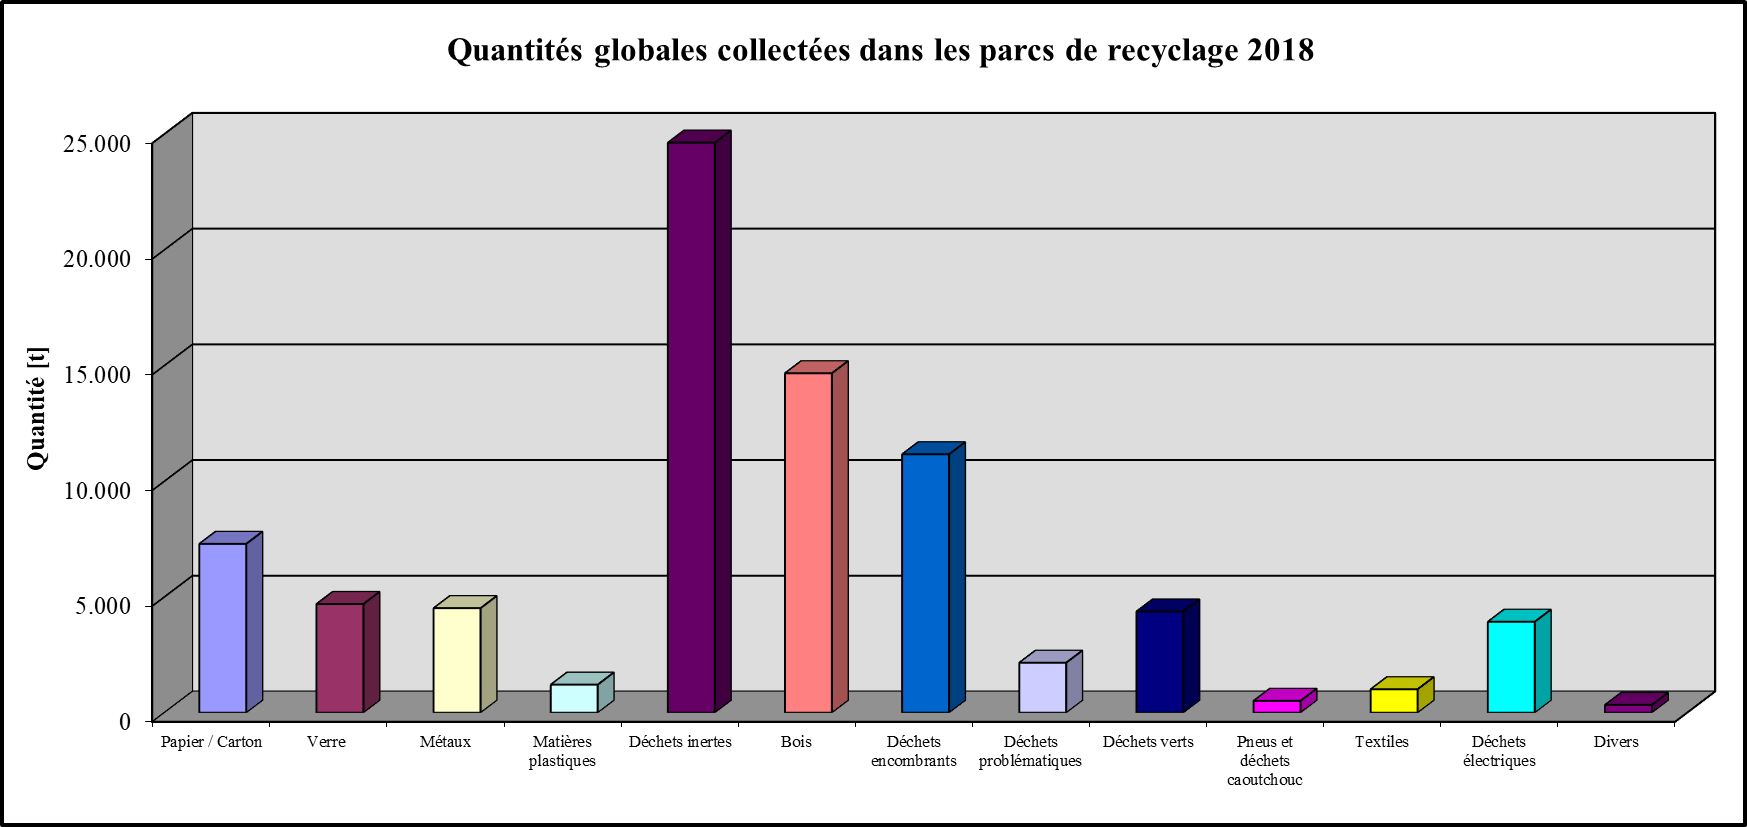 Quantités globales collectées dans les parcs de recyclage 2018
Quantité [t]
25.000
20.000
15.000
10.000
5.000
0
Papier / Carton
Verre
Métaux
Matières
plastiques
Déchets inertes
Bois
Déchets
encombrants
Déchets
problématiques
Déchets verts
Pneus et
déchets
caoutchouc
Textiles
Déchets
électriques
Divers